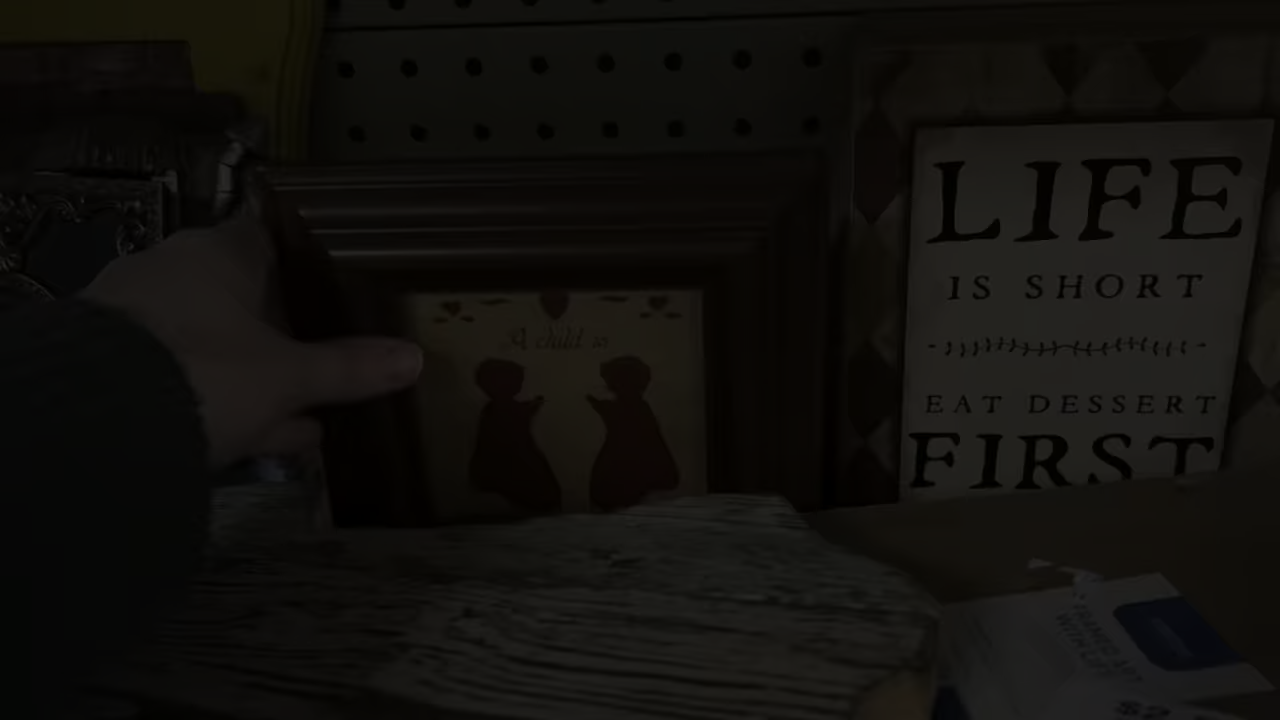 A child is
LIFE
IS SHORT
EAT DESSERT
FIRST